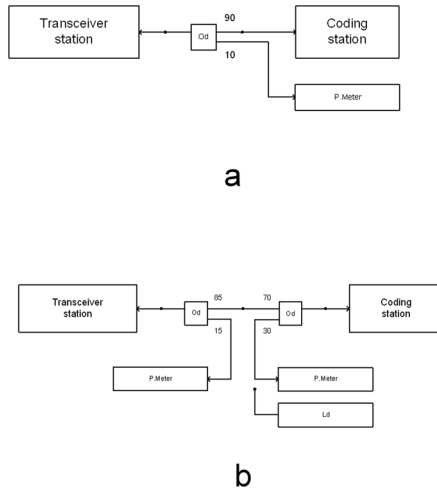 Transceiver
station
90
Od
10
Coding
station
P.Meter
a
Transceiver
station
85
Od
15
70
Od
30
Coding
station
P.Meter
P.Meter
Ld
b